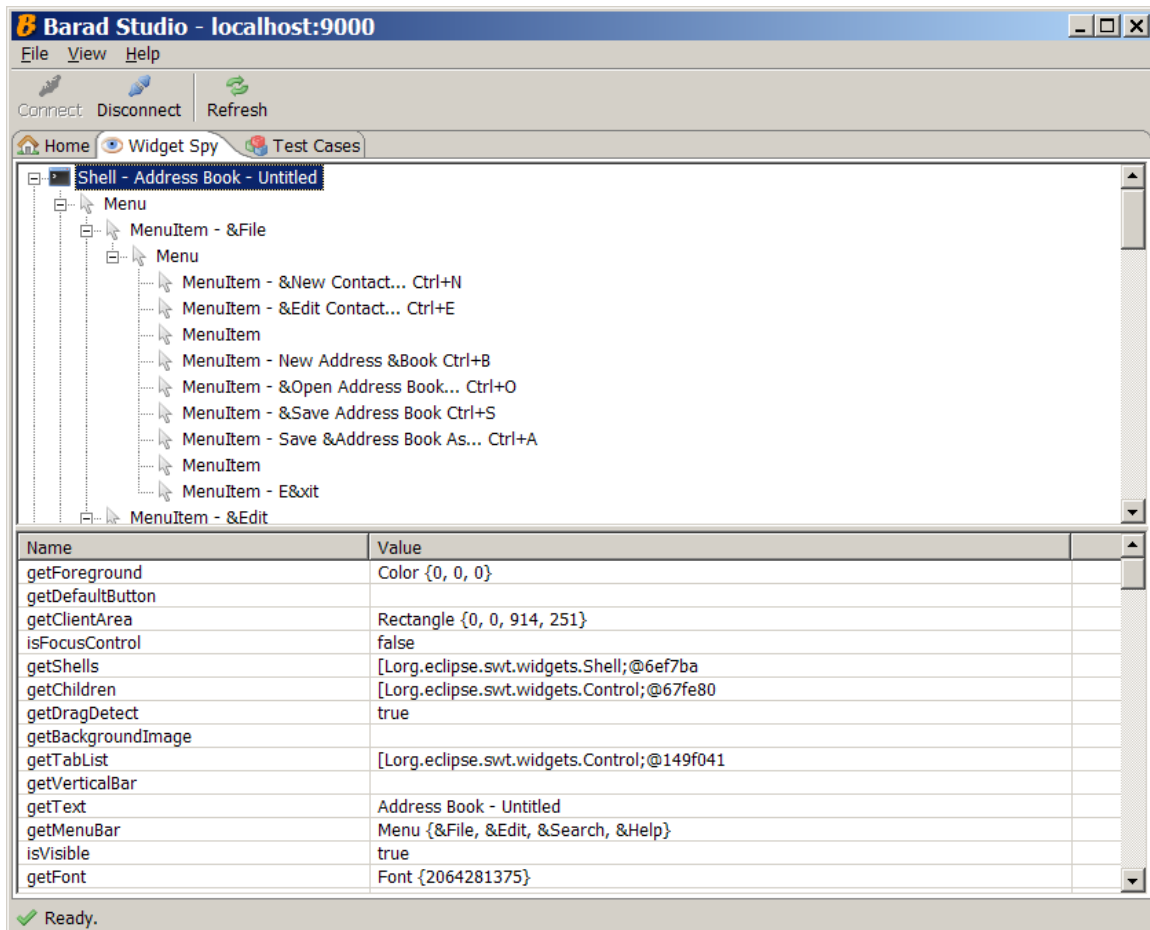 Barad Studio - localhost:9000
File View Help
Connect Disconnect Refresh
Home Widget Spy Test Cases
Shell - Address Book - Untitled
Menu
MenuItem - &File
Menu
MenuItem - &New Contact... Ctrl+N
MenuItem - &Edit Contact... Ctrl+E
MenuItem
MenuItem - New Address &Book Ctrl+B
MenuItem - &Open Address Book... Ctrl+O
MenuItem - &Save Address Book Ctrl+S
MenuItem - Save &Address Book As... Ctrl+A
MenuItem
MenuItem - E&xit
MenuItem - &Edit
Name Value
getForeground Color {0, 0, 0}
getDefaultButton
getClientArea Rectangle {0, 0, 914, 251}
isFocusControl false
getShells [Lorg.eclipse.swt.widgets.Shell;@6ef7ba
getChildren [Lorg.eclipse.swt.widgets.Control;@67fe80
getDragDetect true
getBackgroundImage
getTabList [Lorg.eclipse.swt.widgets.Control;@149f041
getVerticalBar
getText Address Book - Untitled
getMenuBar Menu {&File, &Edit, &Search, &Help}
isVisible true
getFont Font {2064281375}
Ready.